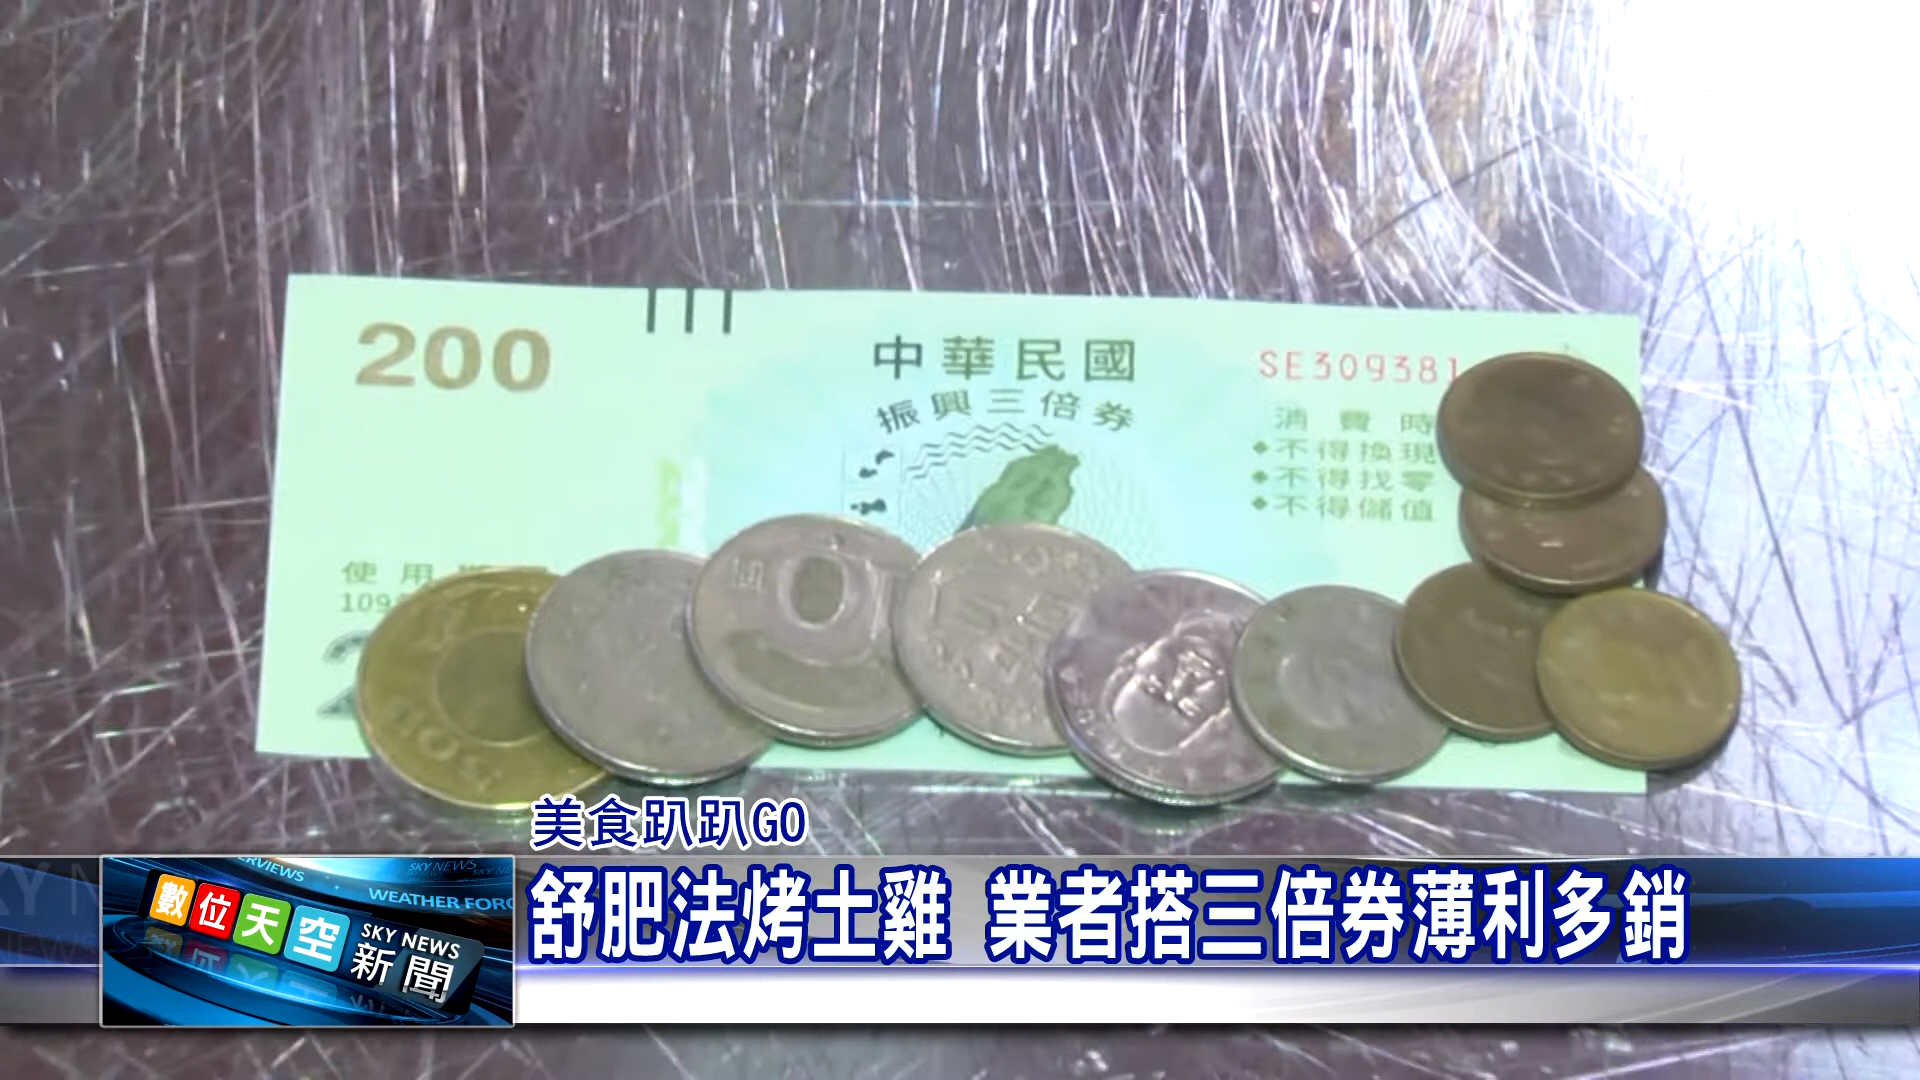 200
中華民國
振興三倍券
SE309381
消費時
◆不得換現
◆不得找零
◆不得儲值
使用
109
美食趴趴GO
舒肥法烤土雞 業者搭三倍券薄利多銷
SKY NEWS
WEATHER FORC
數位天空
SKY NEWS
新聞